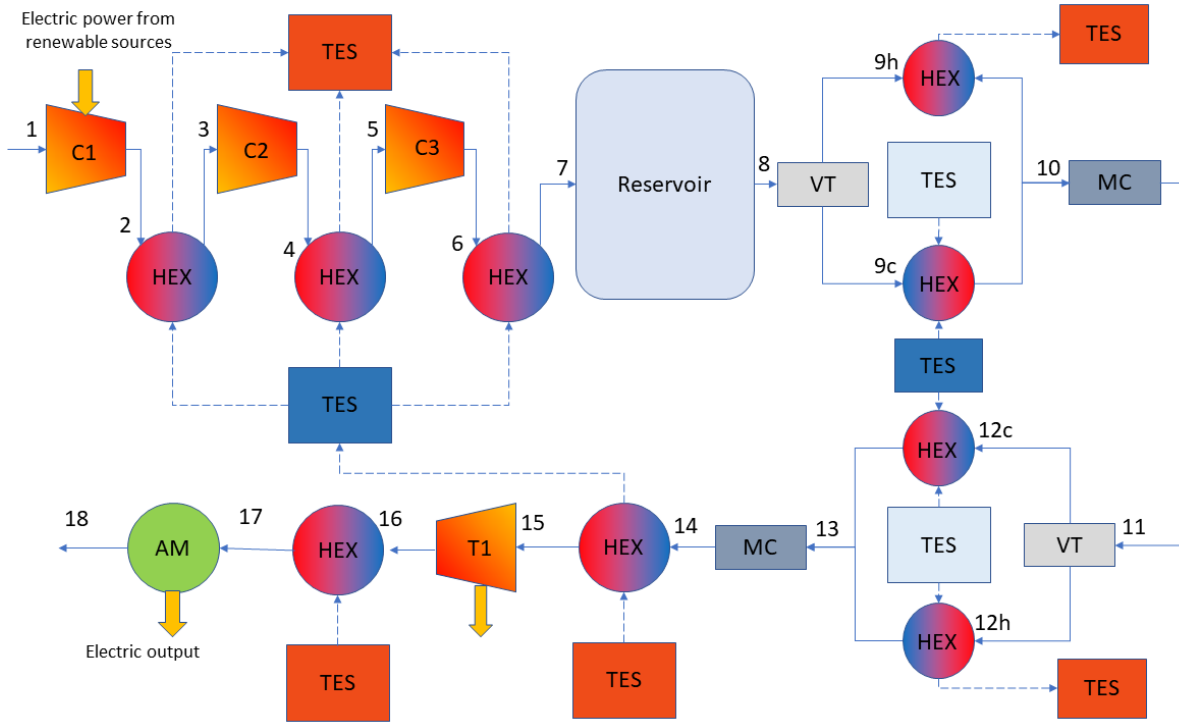 Electric power from
renewable sources
TES
9h
HEX
TES
1
C1
3
C2
5
C3
7
Reservoir
8
VT
TES
10
MC
2
HEX
4
HEX
6
HEX
9c
HEX
TES
TES
HEX
12c
18
AM
17
HEX
16
T1
15
HEX
14
MC
13
TES
VT
11
Electric output
TES
TES
HEX
12h
TES